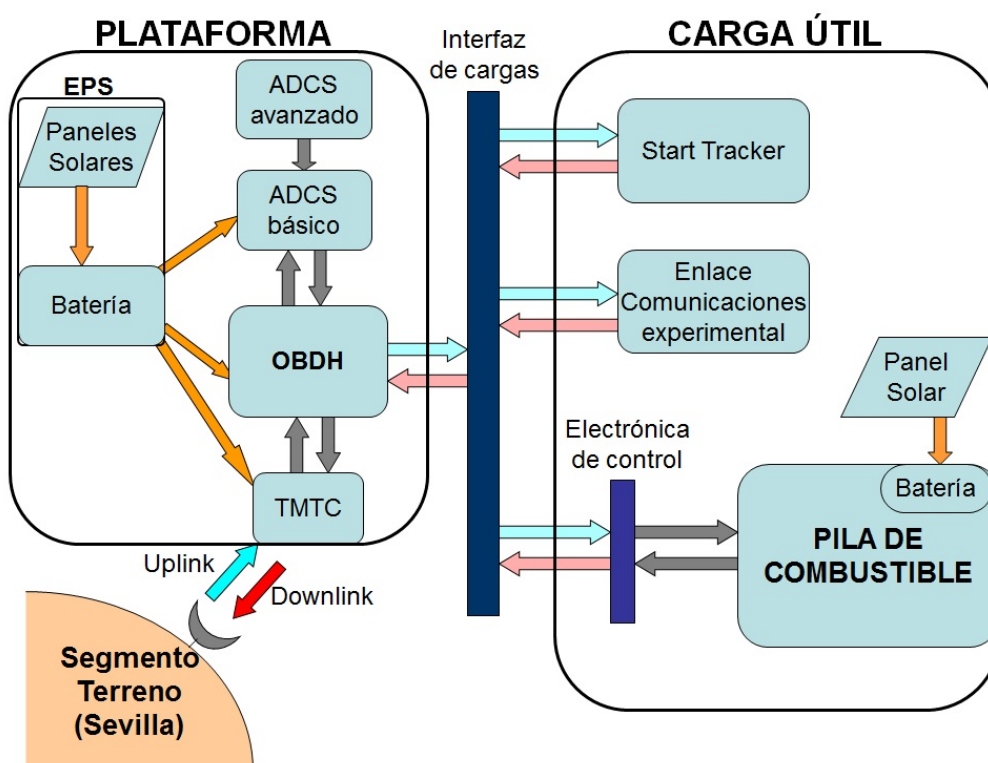 PLATAFORMA
EPS
Paneles
Solares
Batería
ADCS
avanzado
ADCS
básico
OBDH
TMTC
Uplink
Downlink
Segmento
Terreno
(Sevilla)
Interfaz
de cargas
CARGA ÚTIL
Start Tracker
Enlace
Comunicaciones
experimental
Panel
Solar
Electrónica
de control
Batería
PILA DE
COMBUSTIBLE